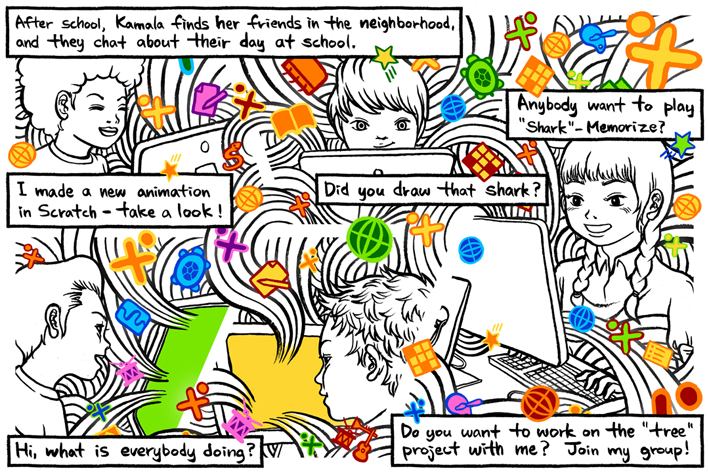 After school, Kamala finds her friends in the neighborhood,
and they chat about their day at school.
Anybody want to play
"Shark"-Memorize?
I made a new animation
in Scratch - take a look!
Did you draw that shark?
Hi, what is everybody doing?
Do you want to work on the "tree"
project with me? Join my group!